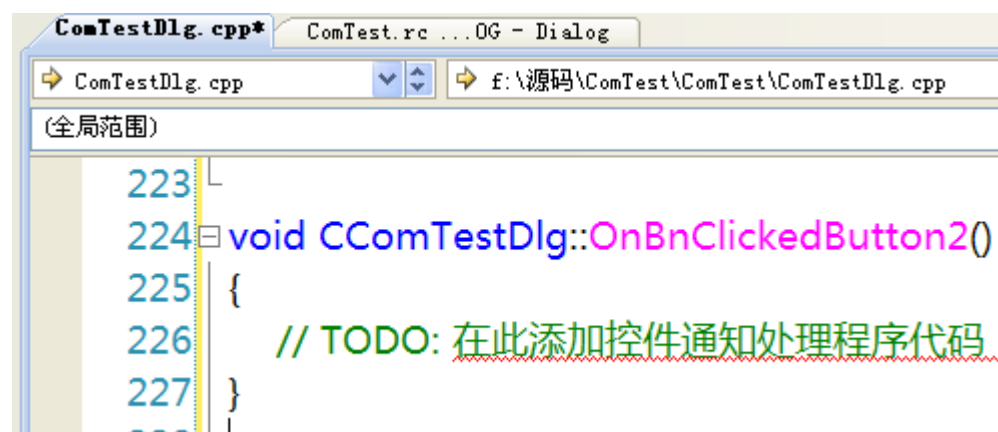 ComTestDlg.cpp* ComTest.rc ...OG - Dialog
ComTestDlg.cpp f:\源码\ComTest\ComTest\ComTestDlg.cpp
(全局范围)
223
224 void CComTestDlg::OnBnClickedButton2()
225 {
226 // TODO: 在此添加控件通知处理程序代码
227 }